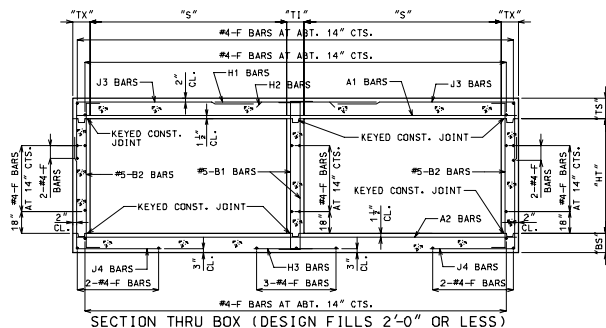 "TX" "S" "TI" "S" "TX"
#4-F BARS AT ABT. 14" CTS.
J3 BARS
2" CL.
H1 BARS
H2 BARS
A1 BARS
J3 BARS
"TS"
KEYED CONST. JOINT
1½" CL.
KEYED CONST. JOINT
#4-F BARS AT 14" CTS.
2-#4-F BARS
#5-B2 BARS
#5-B1 BARS
#4-F BARS AT 14" CTS.
#5-B2 BARS
2-#4-F BARS
#4-F BARS AT 14" CTS.
"HT"
KEYED CONST. JOINT
KEYED CONST. JOINT
18"
2" CL.
18"
1½" CL.
A2 BARS
2" CL.
18"
"BS"
J4 BARS
3" CL.
H3 BARS
3" CL.
J4 BARS
2-#4-F BARS
3-#4-F BARS
2-#4-F BARS
#4-F BARS AT ABT. 14" CTS.
SECTION THRU BOX (DESIGN FILLS 2'-0" OR LESS)